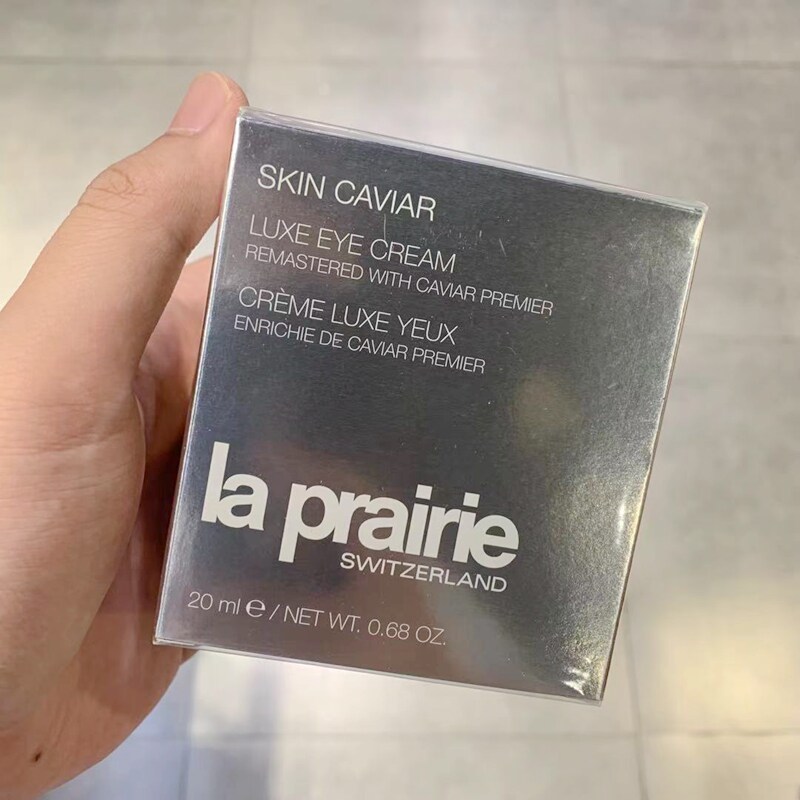 SKIN CAVIAR
LUXE EYE CREAM
REMASTERED WITH CAVIAR PREMIER
CRÈME LUXE YEUX
ENRICHIE DE CAVIAR PREMIER
la prairie
SWITZERLAND
20 ml ℮ / NET WT. 0.68 OZ.